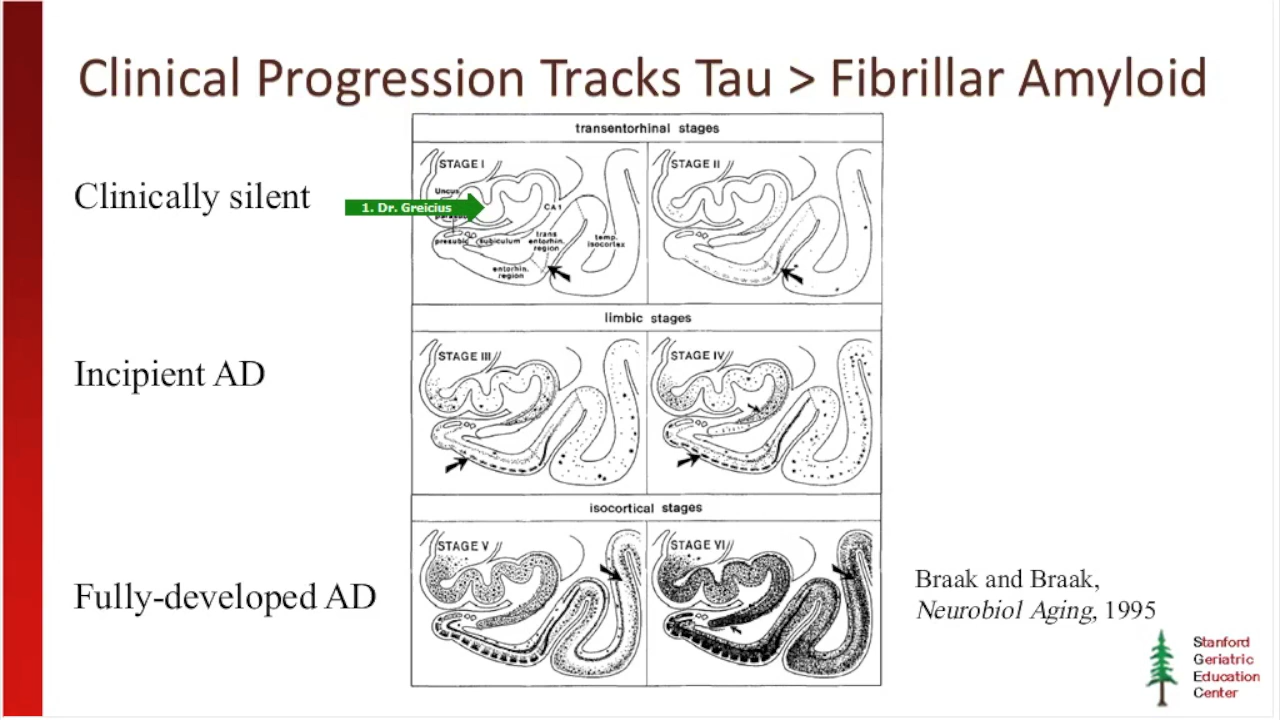 Clinical Progression Tracks Tau > Fibrillar Amyloid
transentorhinal stages
Clinically silent
STAGE I
Uncus
1. Dr. Greicius
CA1
presubic.
subiculum
trans
entorhin.
region
temp.
isocortex
entorhin.
region
STAGE II
limbic stages
Incipient AD
STAGE III
STAGE IV
isocortical stages
Fully-developed AD
STAGE V
STAGE VI
Braak and Braak,
Neurobiol Aging, 1995
Stanford
Geriatric
Education
Center